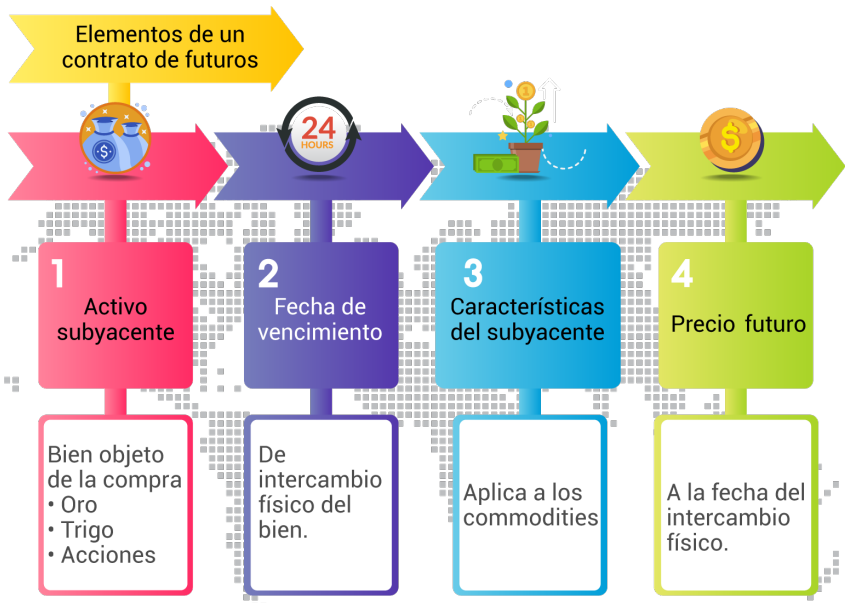 Elementos de un
contrato de futuros
24
HOURS
1
1
Activo
subyacente
2
Fecha de
vencimiento
3
Características
del subyacente
4
Precio futuro
Bien objeto
de la compra
• Oro
• Trigo
• Acciones
De
intercambio
físico del
bien.
Aplica a los
commodities
A la fecha del
intercambio
físico.